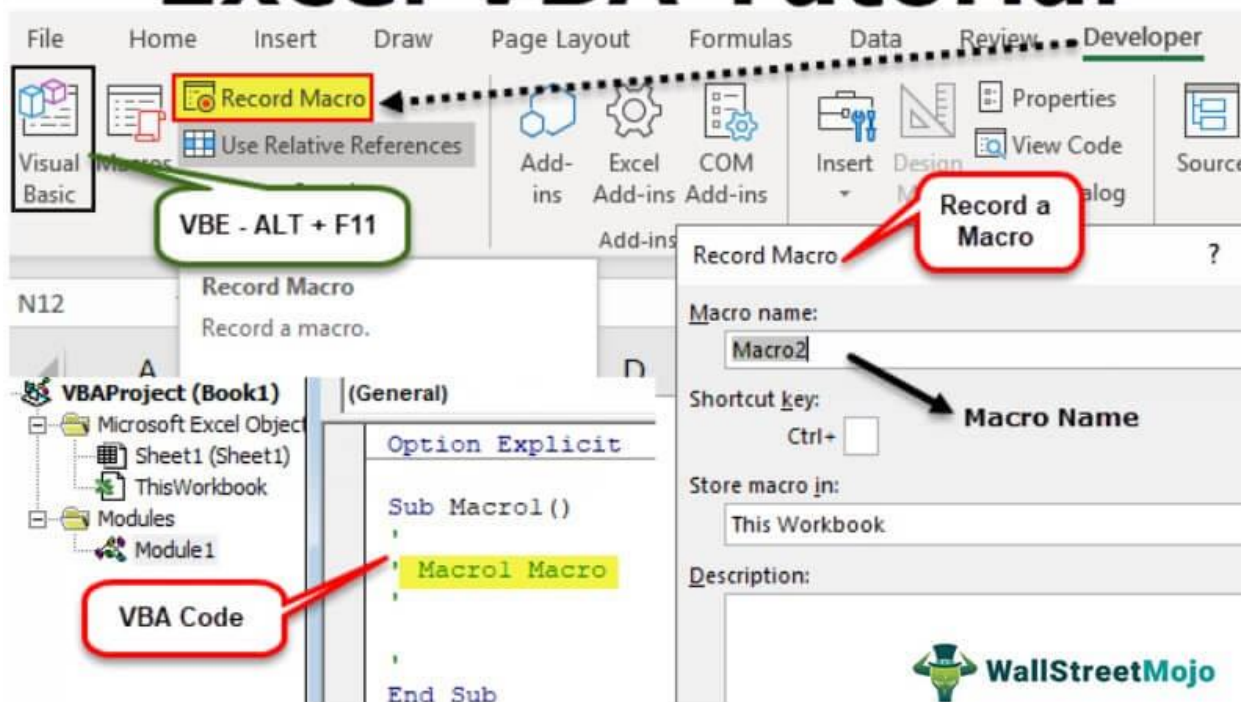 Excel VBA Tutorial
File Home Insert Draw Page Layout Formulas Data Review Developer
Record Macro
Use Relative References
Visual
Basic
Macros
Add-
ins
Excel
Add-ins
COM
Add-ins
Add-ins
Insert
Design
Properties
View Code
Source
VBE - ALT + F11
Record a
Macro
N12
Record Macro
Record a macro.
A D
VBAProject (Book1)
Microsoft Excel Object
Sheet1 (Sheet1)
ThisWorkbook
Modules
Module1
VBA Code
(General)
Option Explicit
Sub Macro1()
'
' Macro1 Macro
'
'
End Sub
Record Macro ?
Macro name:
Macro2
Macro Name
Shortcut key:
Ctrl+
Store macro in:
This Workbook
Description:
WallStreetMojo